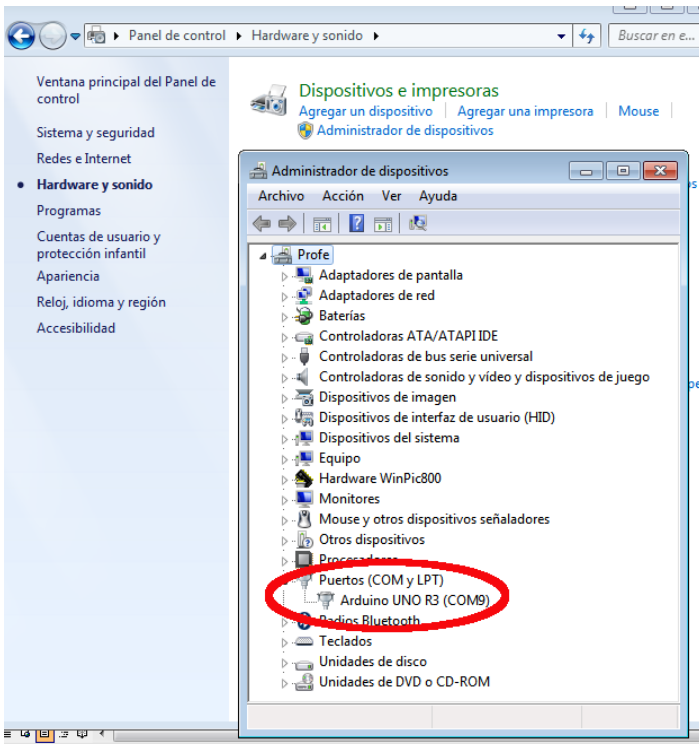 Panel de control
Hardware y sonido
Buscar en e...
Ventana principal del Panel de
control
Sistema y seguridad
Redes e Internet
Hardware y sonido
Programas
Cuentas de usuario y
protección infantil
Apariencia
Reloj, idioma y región
Accesibilidad
Dispositivos e impresoras
Agregar un dispositivo
Agregar una impresora
Mouse
Administrador de dispositivos
Administrador de dispositivos
Archivo Acción Ver Ayuda
Profe
Adaptadores de pantalla
Adaptadores de red
Baterías
Controladoras ATA/ATAPI IDE
Controladoras de bus serie universal
Controladoras de sonido y vídeo y dispositivos de juego
Dispositivos de imagen
Dispositivos de interfaz de usuario (HID)
Dispositivos del sistema
Equipo
Hardware WinPic800
Monitores
Mouse y otros dispositivos señaladores
Otros dispositivos
Procesadores
Puertos (COM y LPT)
Arduino UNO R3 (COM9)
Radios Bluetooth
Teclados
Unidades de disco
Unidades de DVD o CD-ROM